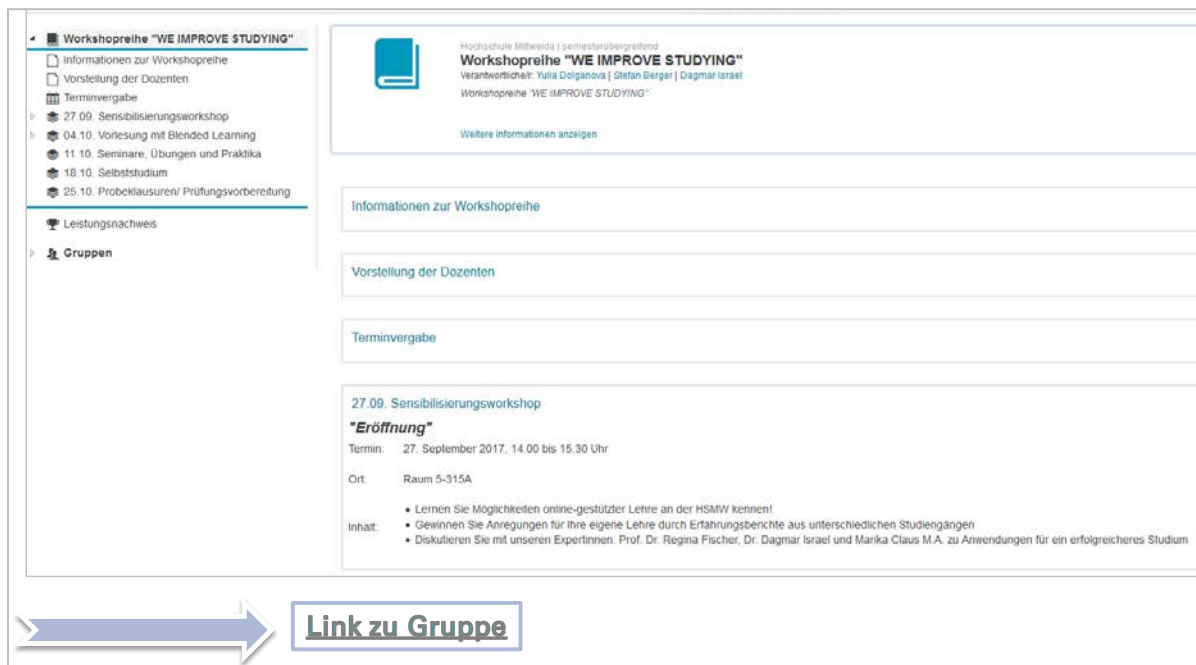 Workshopreihe "WE IMPROVE STUDYING"
Informationen zur Workshopreihe
Vorstellung der Dozenten
Terminvergabe
27.09. Sensibilisierungsworkshop
04.10. Vorlesung mit Blended Learning
11.10. Seminare, Übungen und Praktika
18.10. Selbststudium
25.10. Probeklausuren/ Prüfungsvorbereitung
Leistungsnachweis
Gruppen
Hochschule Mittweida | semesterübergreifend
Workshopreihe "WE IMPROVE STUDYING"
Verantwortliche/r: Yulia Dolganova | Stefan Berger | Dagmar Israel
Workshopreihe "WE IMPROVE STUDYING"
Weitere Informationen anzeigen
Informationen zur Workshopreihe
Vorstellung der Dozenten
Terminvergabe
27.09. Sensibilisierungsworkshop
"Eröffnung"
Termin: 27. September 2017, 14.00 bis 15.30 Uhr
Ort: Raum 5-315A
Inhalt:
• Lernen Sie Möglichkeiten online-gestützter Lehre an der HSMW kennen!
• Gewinnen Sie Anregungen für Ihre eigene Lehre durch Erfahrungsberichte aus unterschiedlichen Studiengängen
• Diskutieren Sie mit unseren Expertinnen: Prof. Dr. Regina Fischer, Dr. Dagmar Israel und Marika Claus M.A. zu Anwendungen für ein erfolgreicheres Studium
Link zu Gruppe